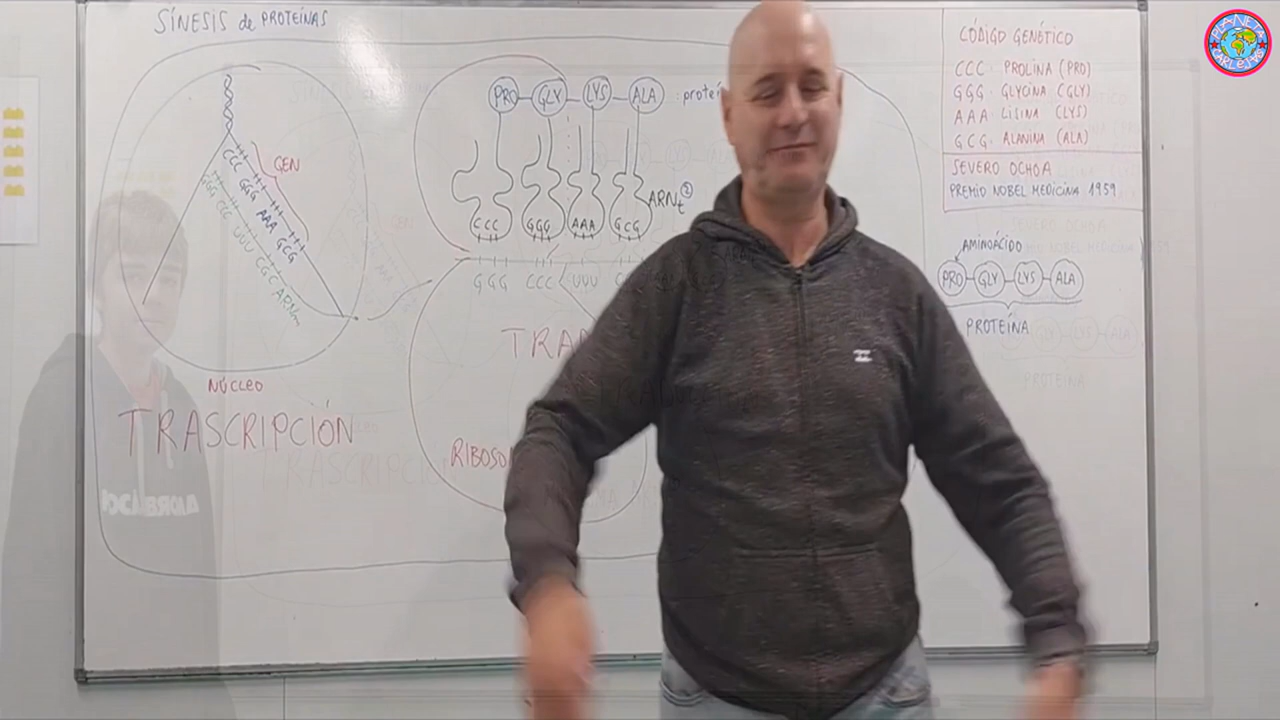 SÍNESIS de PROTEÍNAS
GEN
CCC GGG AAA GCG
GGG CCC UUU CGC ARNm
NÚCLEO
TRASCRIPCIÓN
PRO GLY LYS ALA
CCC GGG AAA GCG
ARNt
GGG CCC UUU
CÓDIGO GENÉTICO
CCC: PROLINA (PRO)
GGG: GLYCINA (GLY)
AAA: LISINA (LYS)
GCG: ALANINA (ALA)
SEVERO OCHOA
PREMIO NOBEL MEDICINA 1959
AMINOÁCIDO
PRO GLY LYS ALA
PROTEÍNA